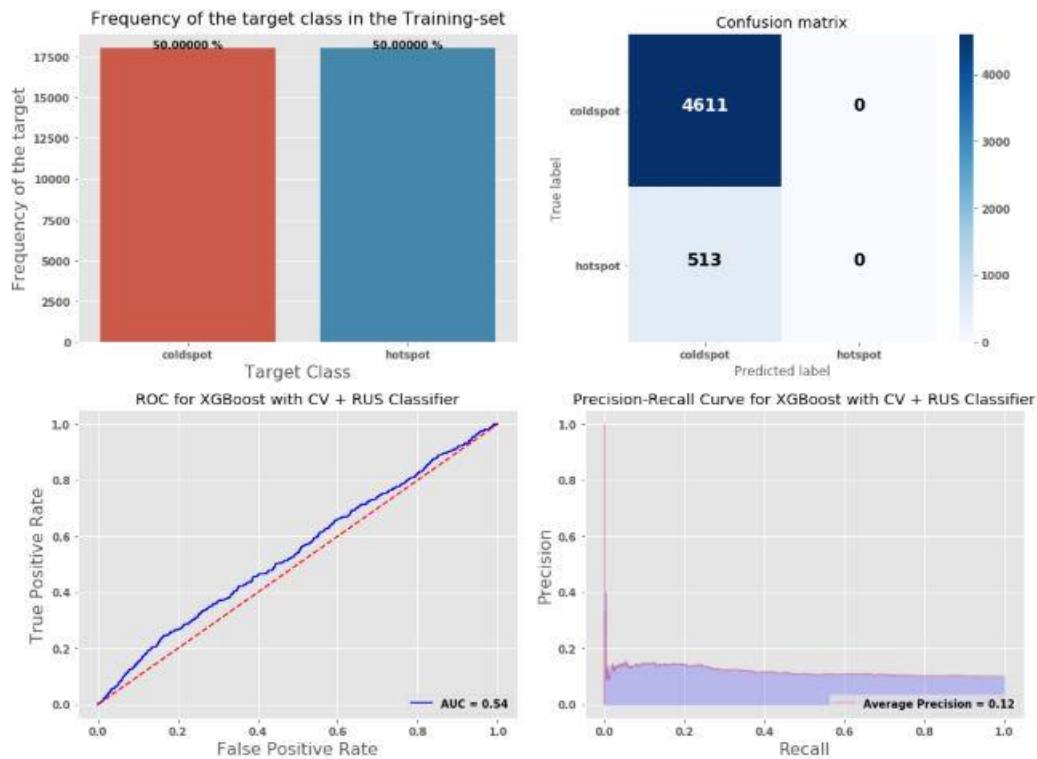 Frequency of the target class in the Training-set
50.00000 %
50.00000 %
17500
15000
12500
10000
7500
5000
2500
0
Frequency of the target
coldspot
hotspot
Target Class
Confusion matrix
coldspot
hotspot
True label
4611
0
513
0
coldspot
hotspot
Predicted label
4000
3000
2000
1000
0
ROC for XGBoost with CV + RUS Classifier
1.0
0.8
0.6
0.4
0.2
0.0
True Positive Rate
AUC = 0.54
0.0 0.2 0.4 0.6 0.8 1.0
False Positive Rate
Precision-Recall Curve for XGBoost with CV + RUS Classifier
1.0
0.8
0.6
0.4
0.2
0.0
Precision
Average Precision = 0.12
0.0 0.2 0.4 0.6 0.8 1.0
Recall